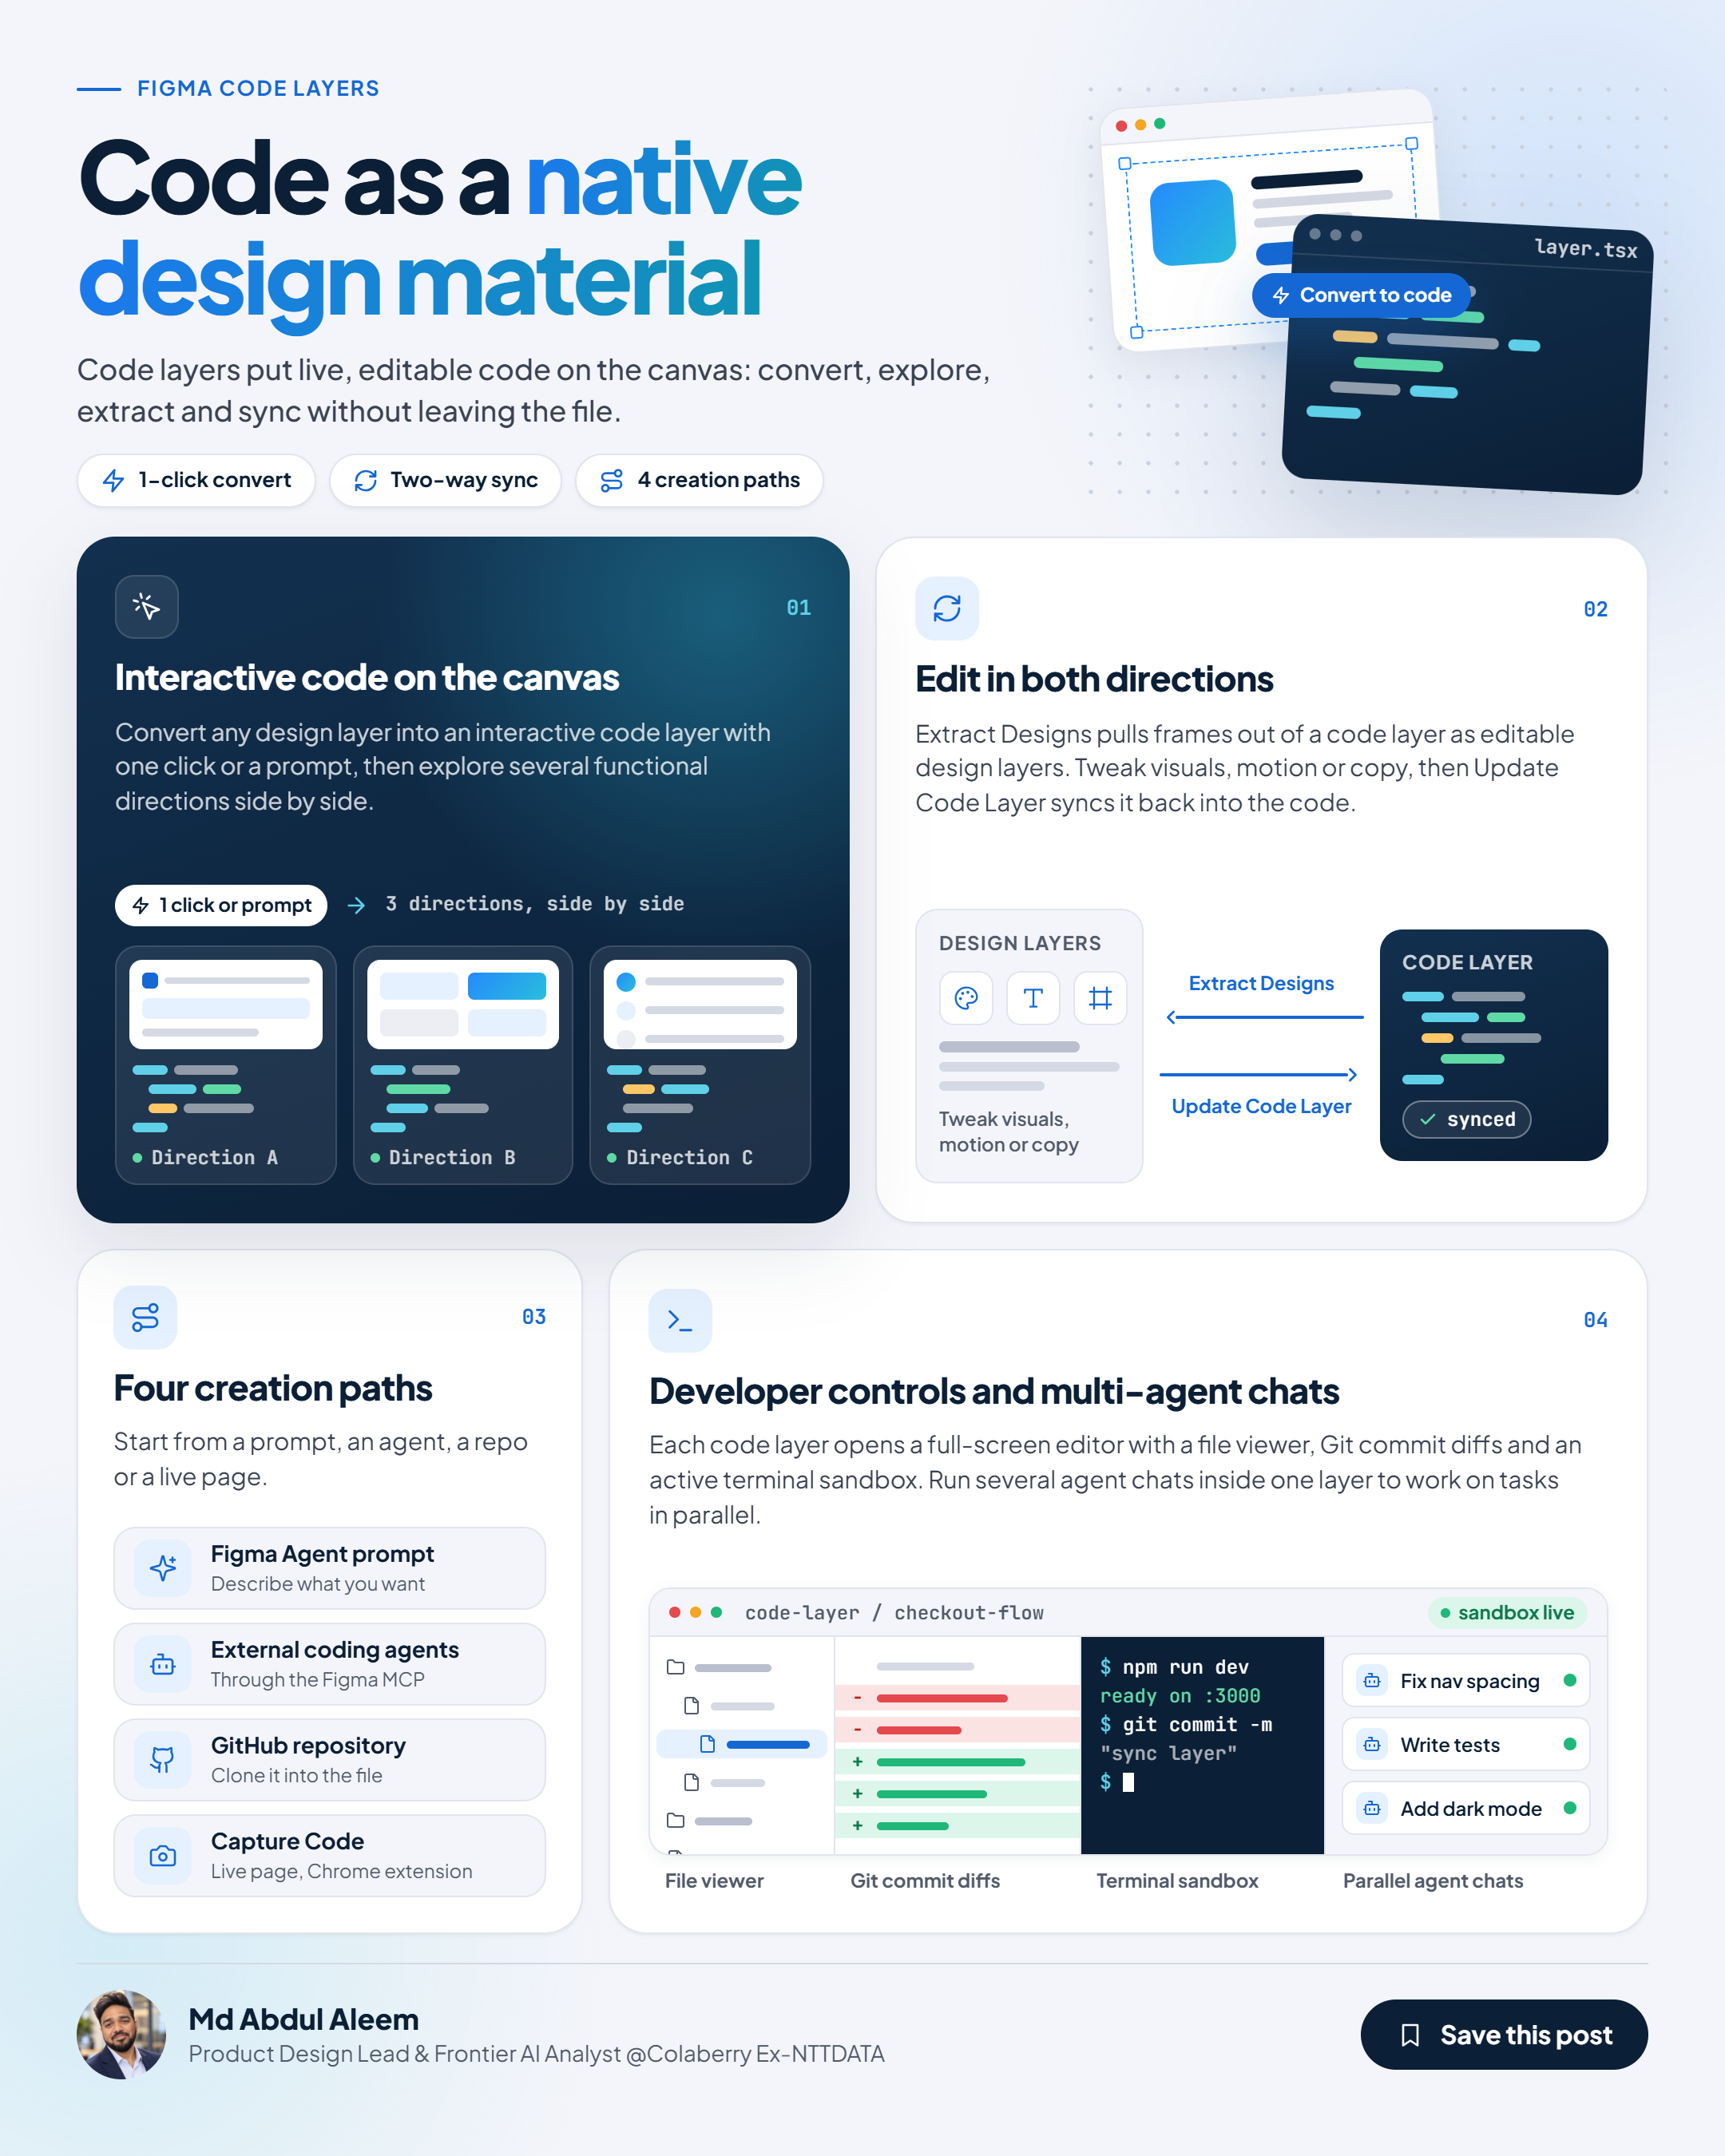 FIGMA CODE LAYERS
Code as a native
design material
Code layers put live, editable code on the canvas: convert, explore,
extract and sync without leaving the file.
1-click convert
Two-way sync
4 creation paths
layer.tsx
Convert to code
01
Interactive code on the canvas
Convert any design layer into an interactive code layer with
one click or a prompt, then explore several functional
directions side by side.
1 click or prompt
3 directions, side by side
Direction A
Direction B
Direction C
02
Edit in both directions
Extract Designs pulls frames out of a code layer as editable
design layers. Tweak visuals, motion or copy, then Update
Code Layer syncs it back into the code.
DESIGN LAYERS
Tweak visuals,
motion or copy
Extract Designs
Update Code Layer
CODE LAYER
synced
03
Four creation paths
Start from a prompt, an agent, a repo
or a live page.
Figma Agent prompt
Describe what you want
External coding agents
Through the Figma MCP
GitHub repository
Clone it into the file
Capture Code
Live page, Chrome extension
04
Developer controls and multi-agent chats
Each code layer opens a full-screen editor with a file viewer, Git commit diffs and an
active terminal sandbox. Run several agent chats inside one layer to work on tasks
in parallel.
code-layer / checkout-flow
sandbox live
$ npm run dev
ready on :3000
$ git commit -m
"sync layer"
$
Fix nav spacing
Write tests
Add dark mode
File viewer
Git commit diffs
Terminal sandbox
Parallel agent chats
Md Abdul Aleem
Product Design Lead & Frontier AI Analyst @Colaberry Ex-NTTDATA
Save this post